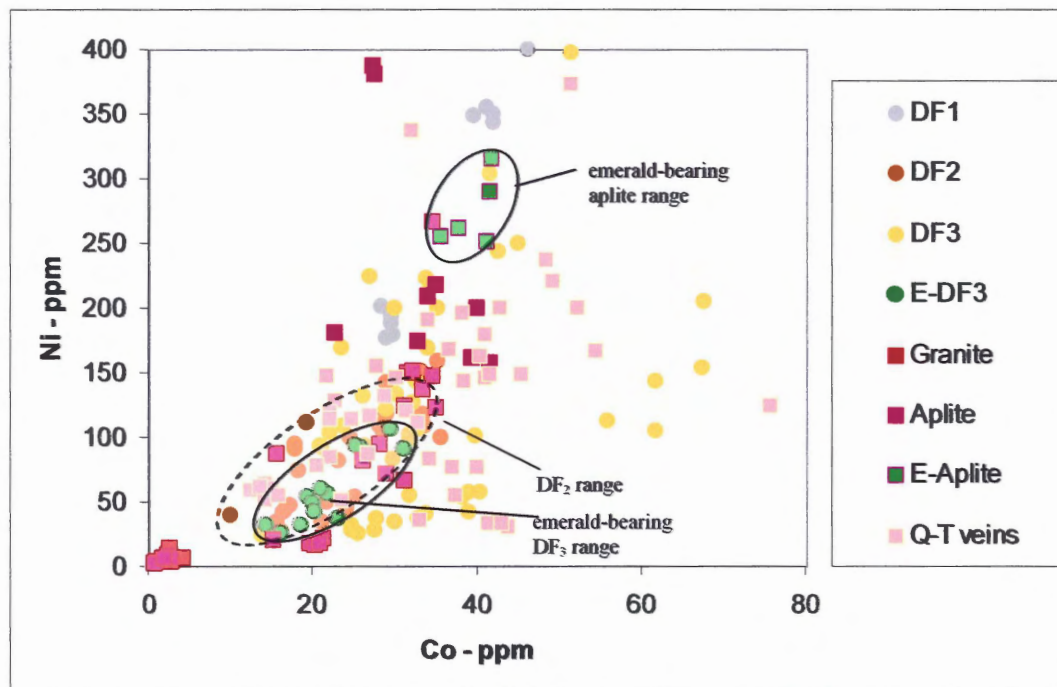 400
350
300
250
200
150
100
50
0
Ni - ppm
0 20 40 60 80
Co - ppm
emerald-bearing
aplite range
DF₂ range
emerald-bearing
DF₃ range
DF1
DF2
DF3
E-DF3
Granite
Aplite
E-Aplite
Q-T veins